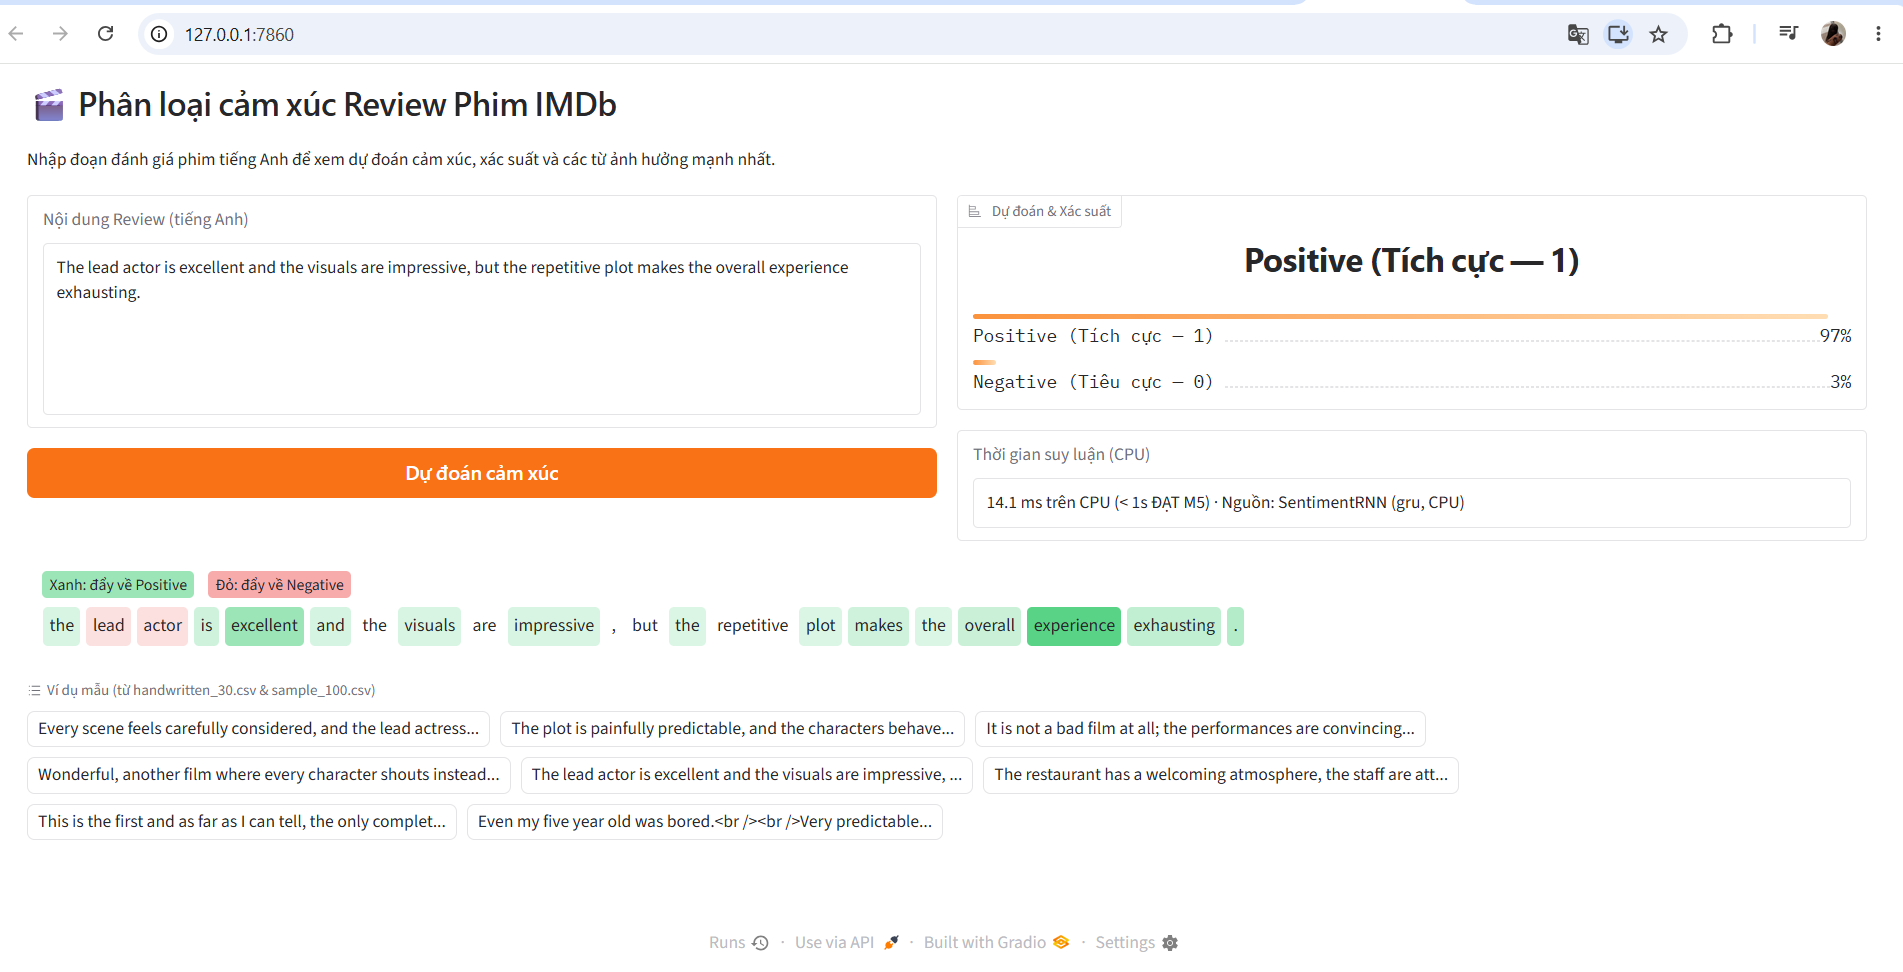 127.0.0.1:7860
🎬 Phân loại cảm xúc Review Phim IMDb
Nhập đoạn đánh giá phim tiếng Anh để xem dự đoán cảm xúc, xác suất và các từ ảnh hưởng mạnh nhất.
Nội dung Review (tiếng Anh)
The lead actor is excellent and the visuals are impressive, but the repetitive plot makes the overall experience
exhausting.
Dự đoán cảm xúc
Dự đoán & Xác suất
Positive (Tích cực — 1)
Positive (Tích cực — 1) 97%
Negative (Tiêu cực — 0) 3%
Thời gian suy luận (CPU)
14.1 ms trên CPU (< 1s ĐẠT M5) · Nguồn: SentimentRNN (gru, CPU)
Xanh: đẩy về Positive Đỏ: đẩy về Negative
the lead actor is excellent and the visuals are impressive , but the repetitive plot makes the overall experience exhausting .
Ví dụ mẫu (từ handwritten_30.csv & sample_100.csv)
Every scene feels carefully considered, and the lead actress... The plot is painfully predictable, and the characters behave... It is not a bad film at all; the performances are convincing...
Wonderful, another film where every character shouts instead... The lead actor is excellent and the visuals are impressive, ... The restaurant has a welcoming atmosphere, the staff are att...
This is the first and as far as I can tell, the only complet... Even my five year old was bored.<br /><br />Very predictable...
Runs · Use via API · Built with Gradio · Settings